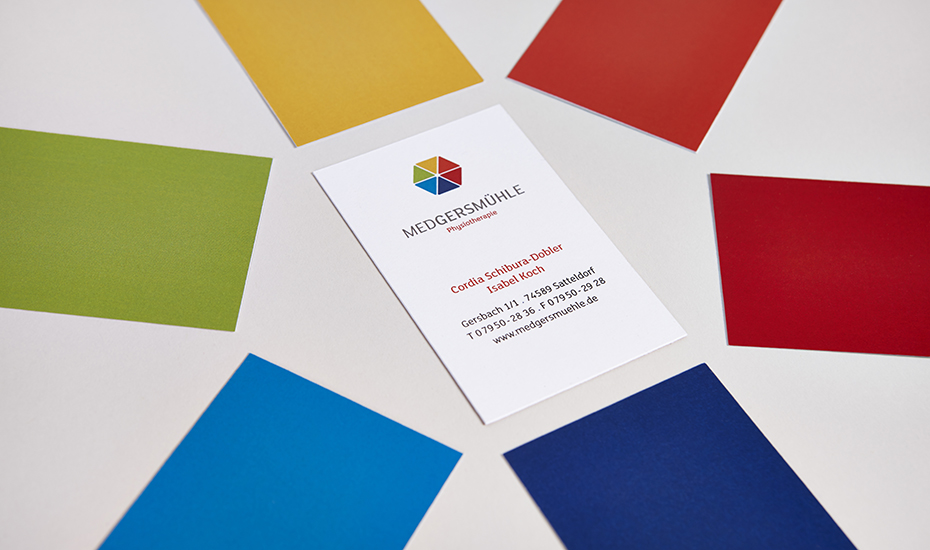 MEDGERSMÜHLE
Physiotherapie
Cordia Schibura-Dobler
Isabel Koch
Gersbach 1/1 . 74589 Satteldorf
T 0 79 50 - 28 36 . F 0 79 50 - 29 28
www.medgersmuehle.de